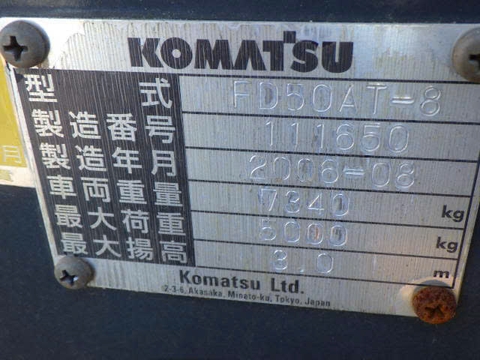 KOMATSU
型式 FD50AT-8
製造番号 111650
製造年月 2006-08
車両重量 7940 kg
最大荷重 5000 kg
最大揚高 3.0 m
Komatsu Ltd.
2-3-6, Akasaka, Minato-ku, Tokyo, Japan
月